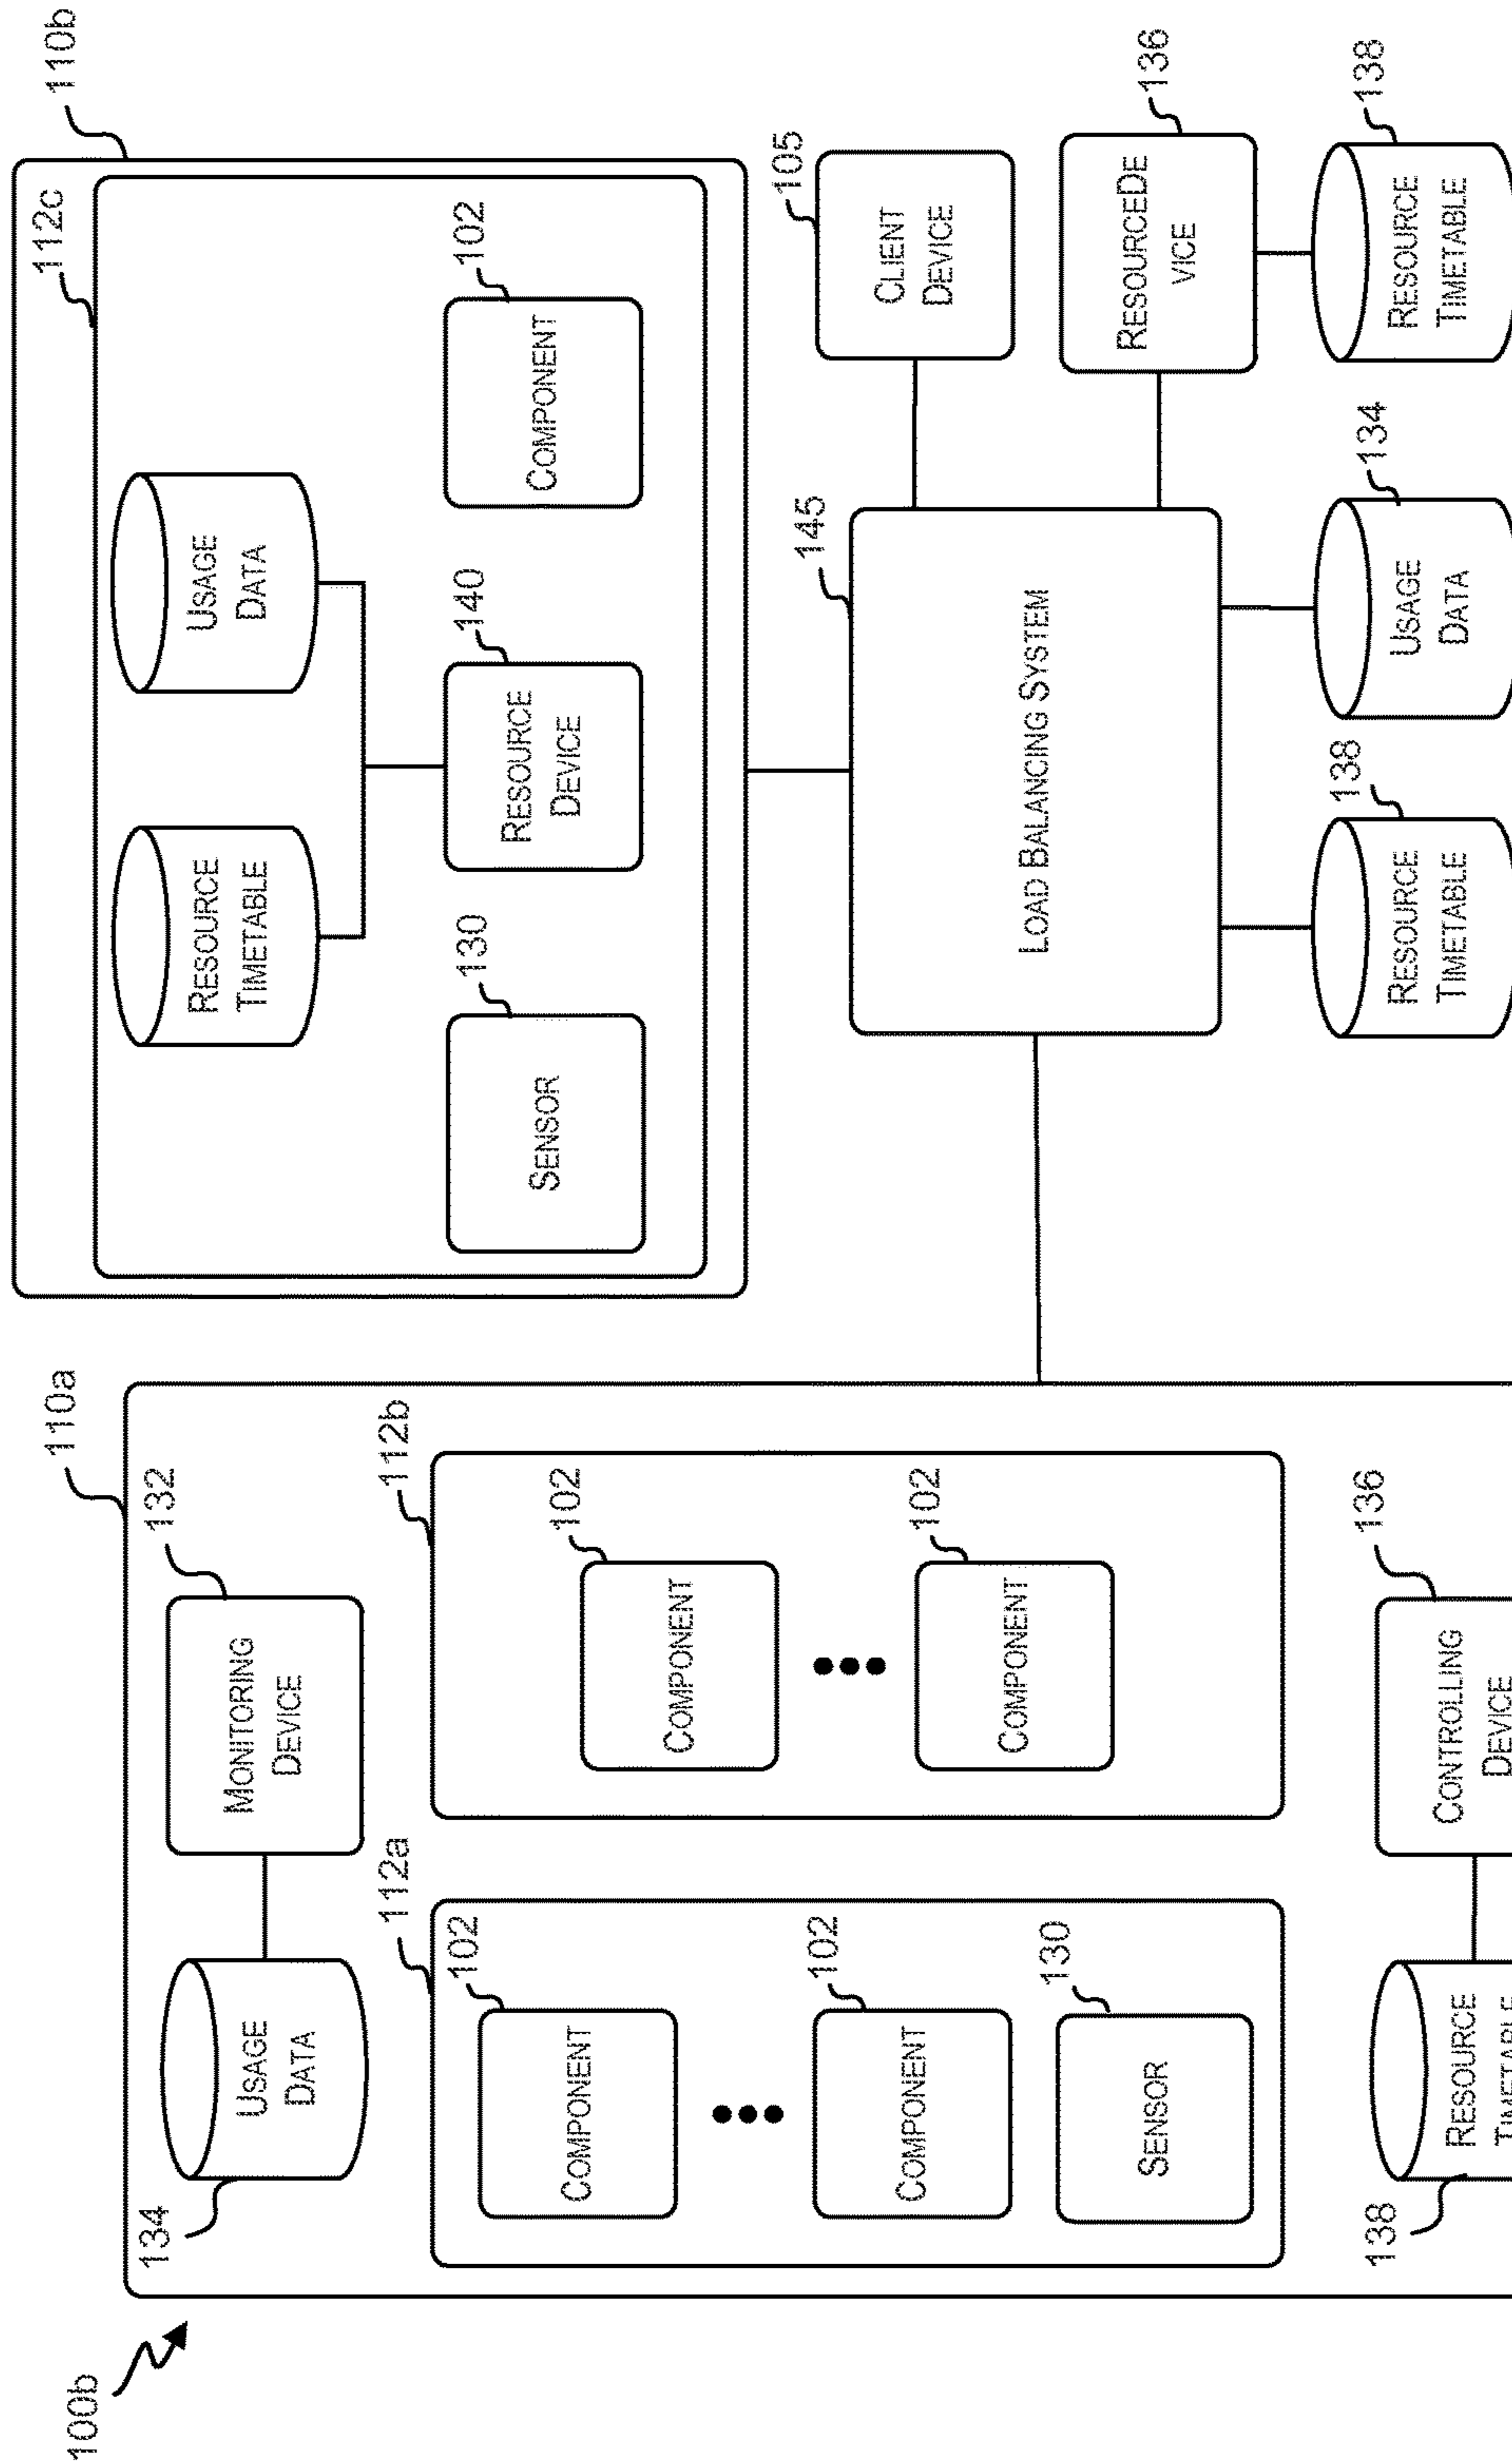 100b
110a
134
USAGE
DATA
MONITORING
DEVICE
132
112a
COMPONENT
102
COMPONENT
102
SENSOR
130
112b
COMPONENT
102
COMPONENT
102
138
RESOURCE
TIMETABLE
CONTROLLING
DEVICE
136
110b
112c
RESOURCE
TIMETABLE
USAGE
DATA
SENSOR
130
RESOURCE
DEVICE
140
COMPONENT
102
LOAD BALANCING SYSTEM
145
CLIENT
DEVICE
105
RESOURCEDE
VICE
136
RESOURCE
TIMETABLE
138
USAGE
DATA
134
RESOURCE
TIMETABLE
138